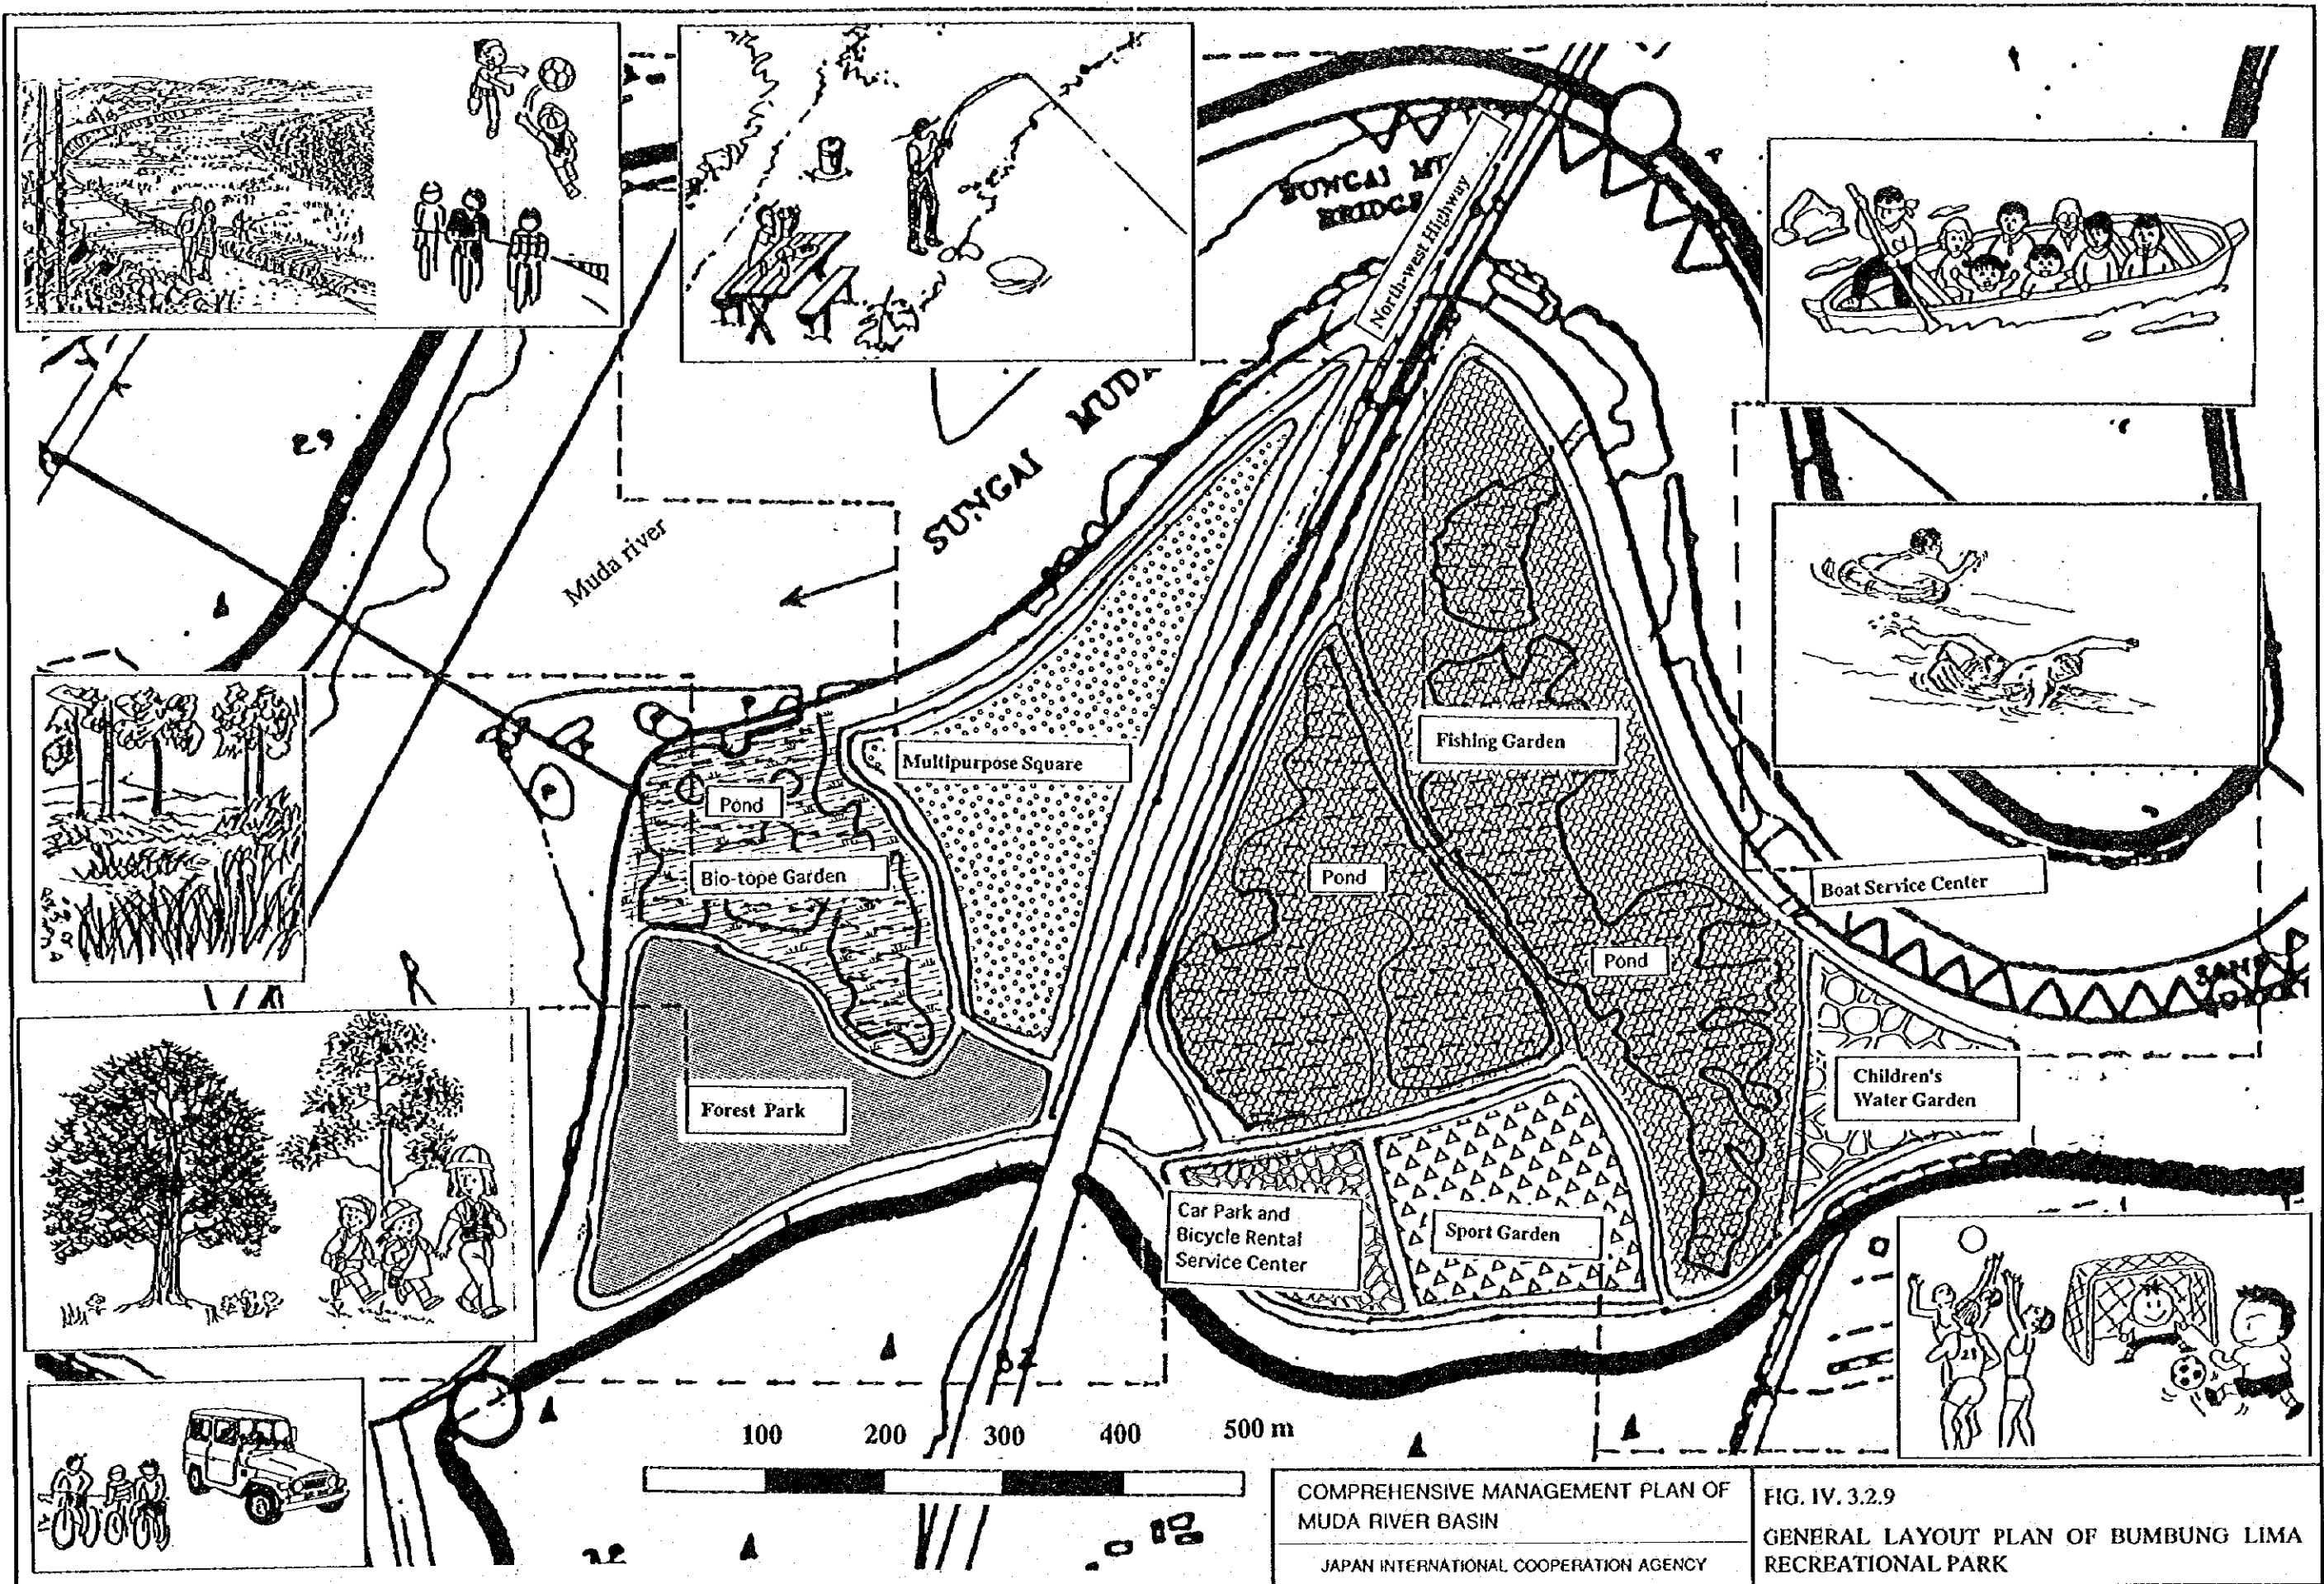 SUNGAI
BRIDGE
North-west Highway
SUNGAI
Muda river
Multipurpose Square
Fishing Garden
Pond
Bio-tope Garden
Pond
Boat Service Center
Pond
Children's
Water Garden
Forest Park
Car Park and
Bicycle Rental
Service Center
Sport Garden
100 200 300 400 500 m
COMPREHENSIVE MANAGEMENT PLAN OF
MUDA RIVER BASIN
JAPAN INTERNATIONAL COOPERATION AGENCY
FIG. IV. 3.2.9
GENERAL LAYOUT PLAN OF BUMBUNG LIMA
RECREATIONAL PARK